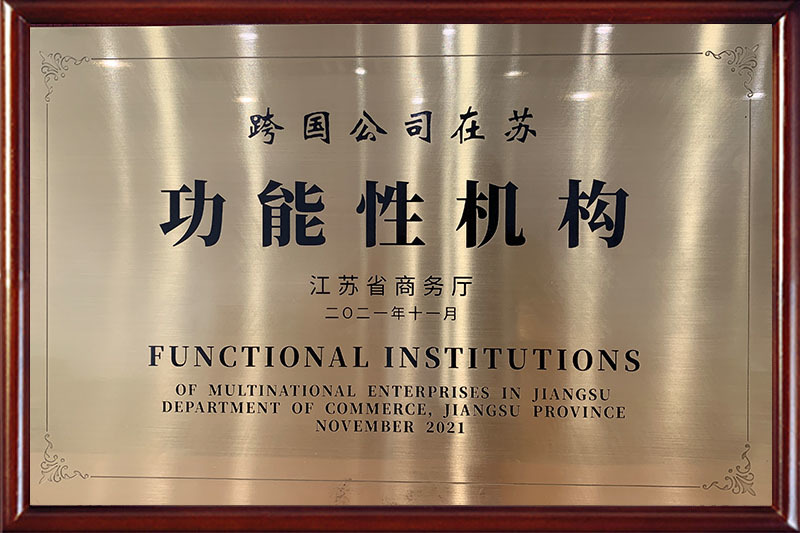 跨国公司在苏
功能性机构
江苏省商务厅
二〇二一年十一月
FUNCTIONAL INSTITUTIONS
OF MULTINATIONAL ENTERPRISES IN JIANGSU
DEPARTMENT OF COMMERCE, JIANGSU PROVINCE
NOVEMBER 2021